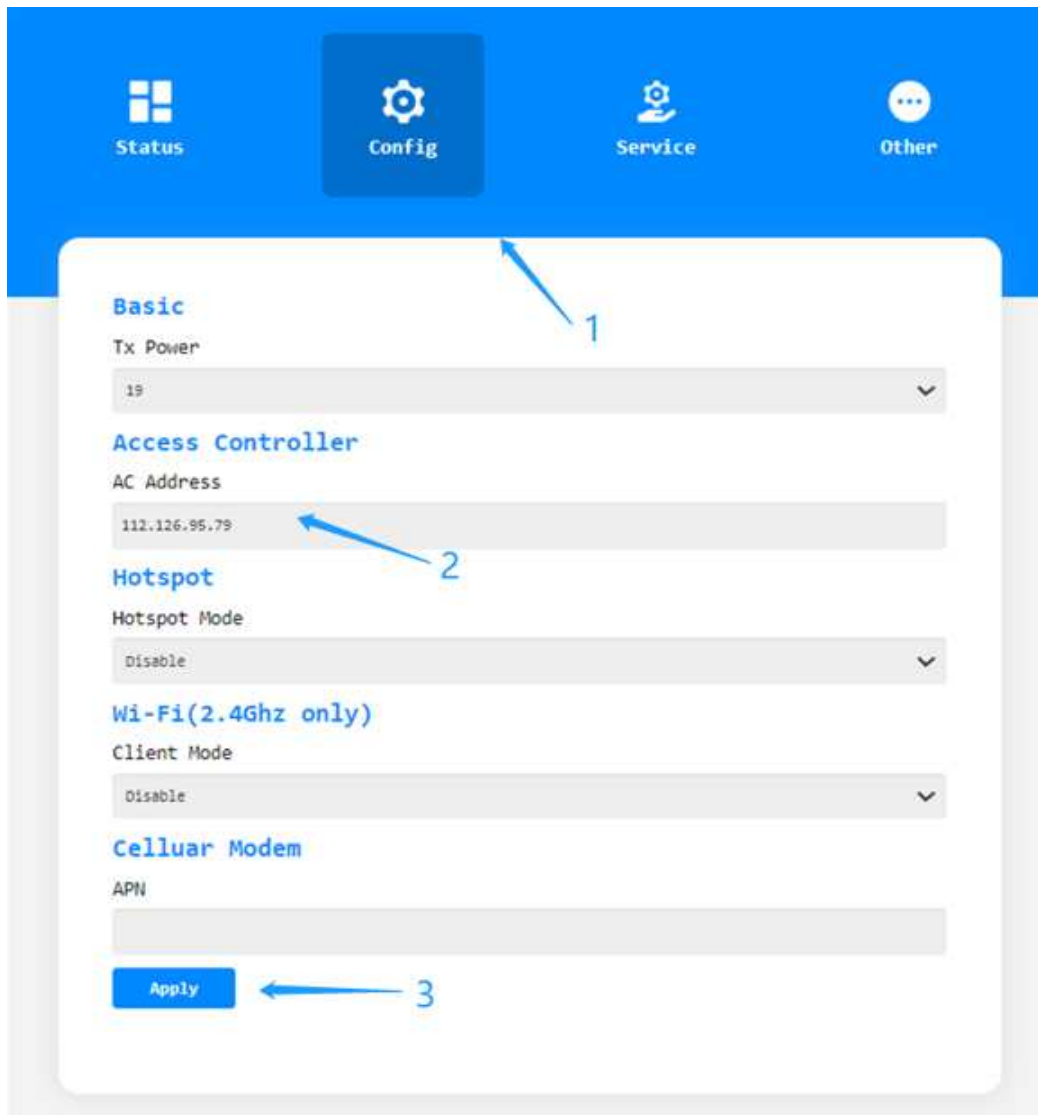 Status Config Service Other
1
Basic
Tx Power
19
Access Controller
AC Address
112.126.95.79
2
Hotspot
Hotspot Mode
Disable
Wi-Fi(2.4Ghz only)
Client Mode
Disable
Celluar Modem
APN
Apply
3